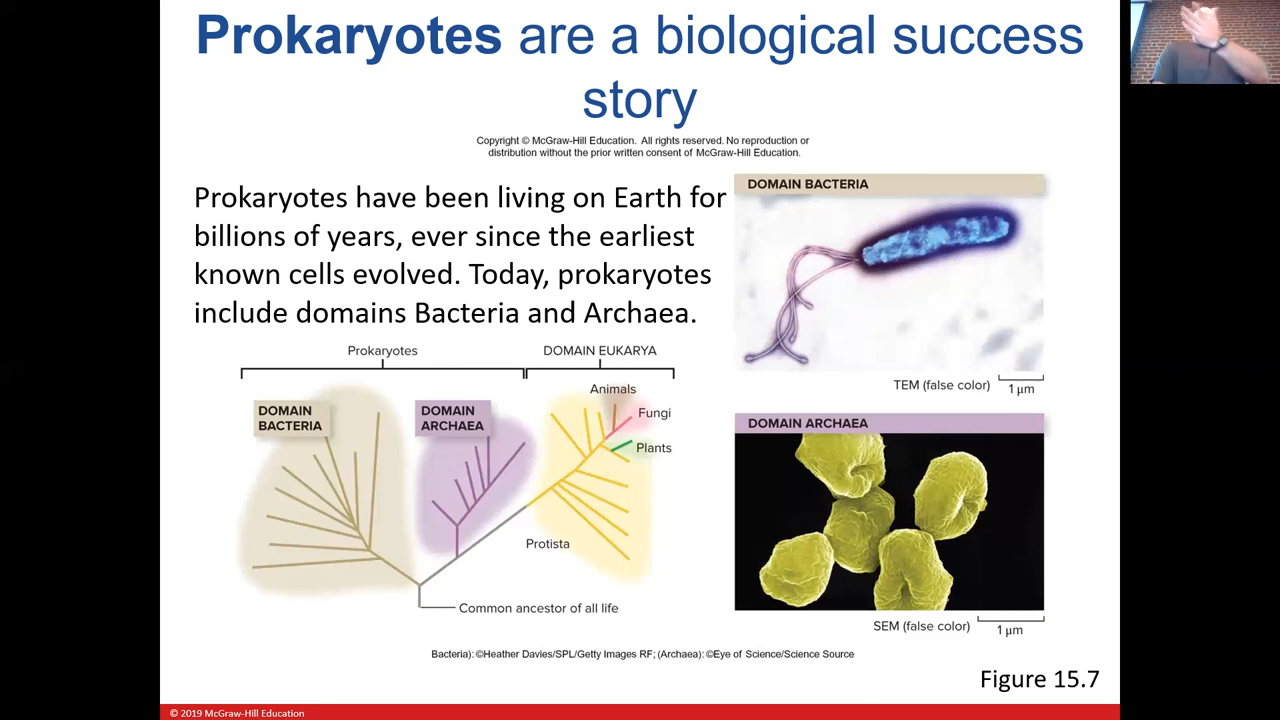 Prokaryotes are a biological success
story
Copyright © McGraw-Hill Education. All rights reserved. No reproduction or
distribution without the prior written consent of McGraw-Hill Education.
Prokaryotes have been living on Earth for
billions of years, ever since the earliest
known cells evolved. Today, prokaryotes
include domains Bacteria and Archaea.
Prokaryotes
DOMAIN EUKARYA
Animals
DOMAIN
BACTERIA
DOMAIN
ARCHAEA
Fungi
Plants
Protista
Common ancestor of all life
DOMAIN BACTERIA
TEM (false color)
1 µm
DOMAIN ARCHAEA
SEM (false color)
1 µm
Bacteria): ©Heather Davies/SPL/Getty Images RF; (Archaea): ©Eye of Science/Science Source
Figure 15.7
© 2019 McGraw-Hill Education